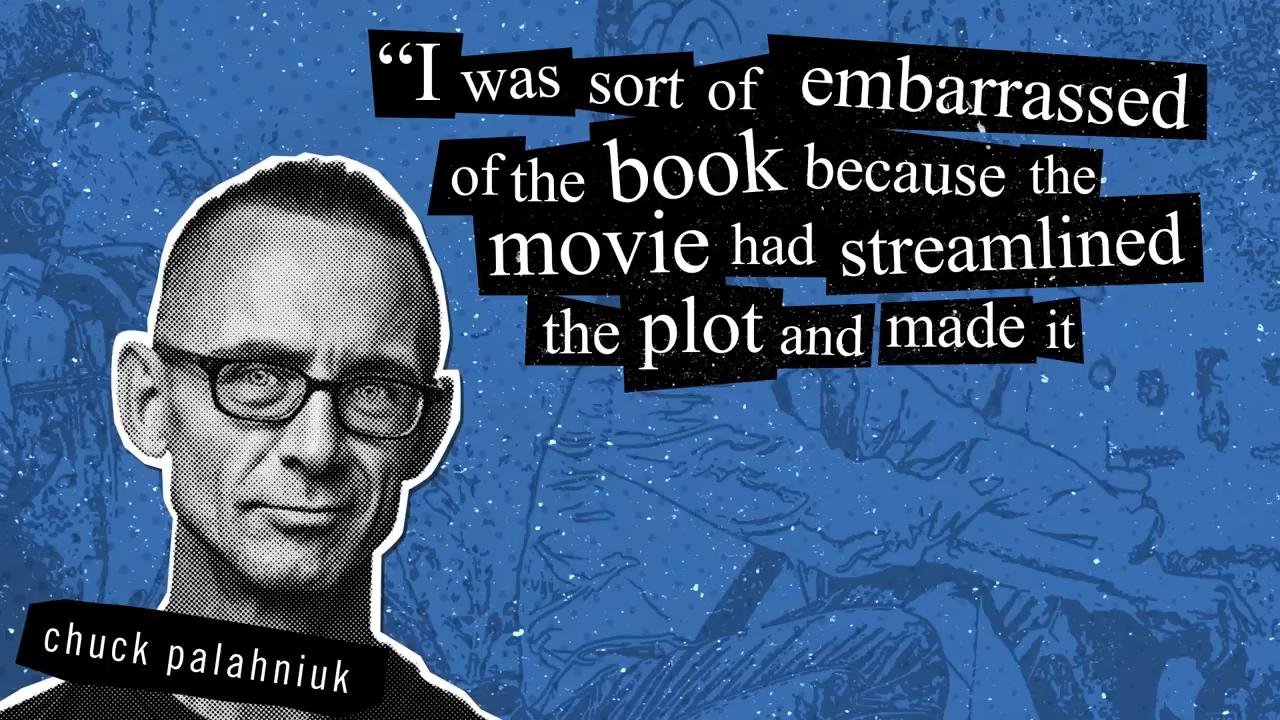 “I was sort of embarrassed
of the book because the
movie had streamlined
the plot and made it
chuck palahniuk